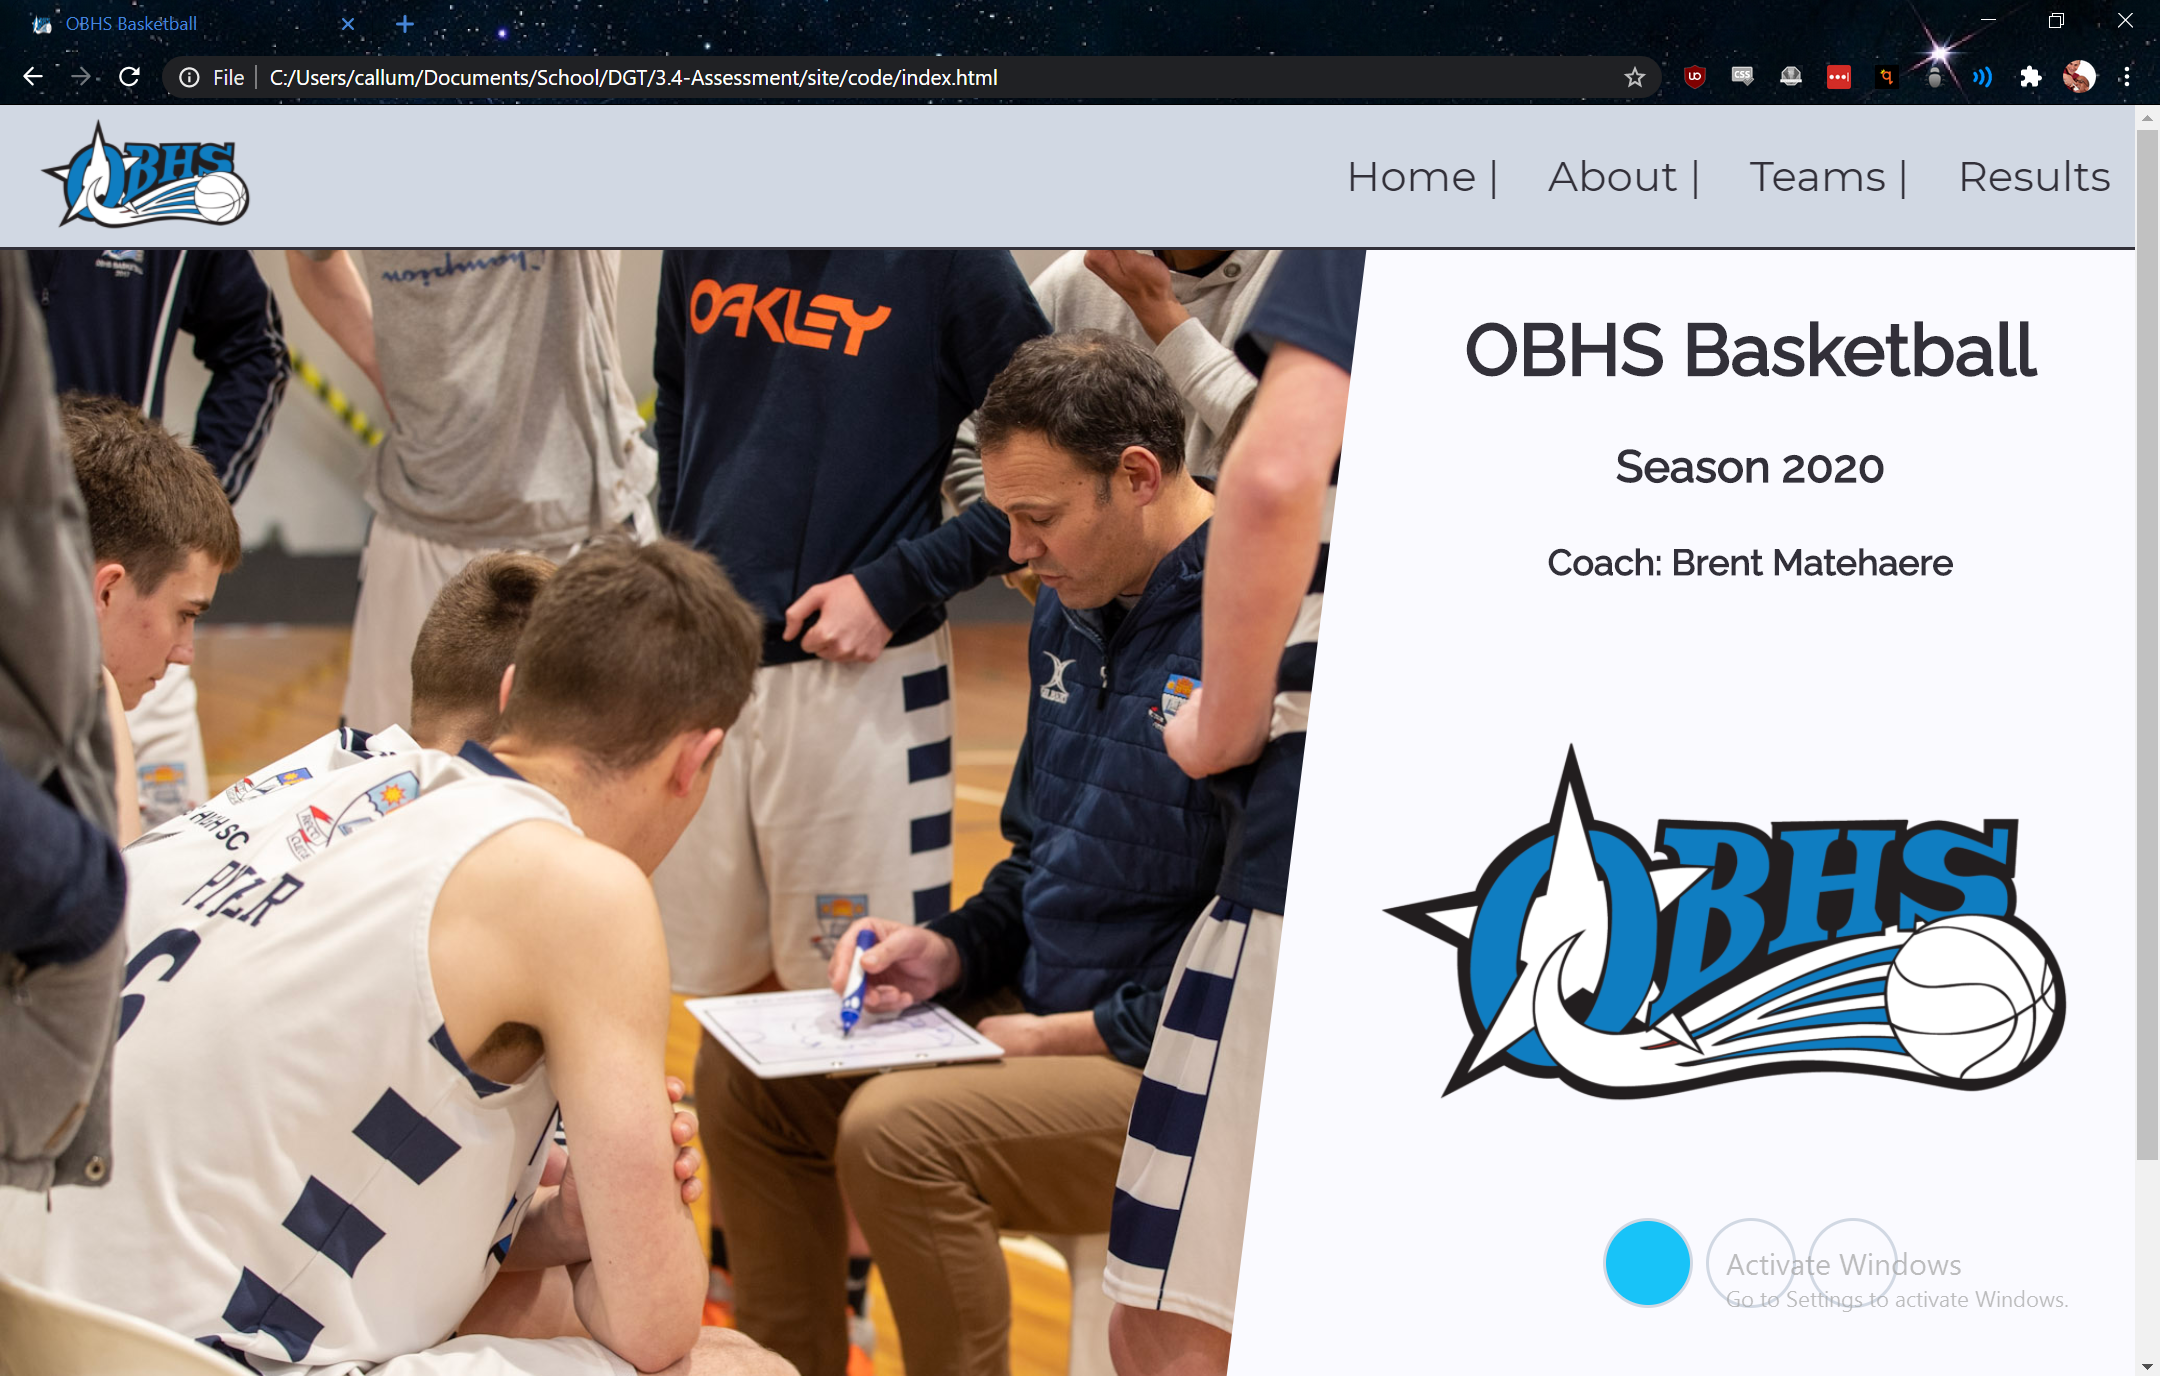 OBHS Basketball
File
C:/Users/callum/Documents/School/DGT/3.4-Assessment/site/code/index.html
OBHS
Home | About | Teams | Results
Champion
OAKLEY
OBHS Basketball
Season 2020
Coach: Brent Matehaere
OBHS
Activate Windows
Go to Settings to activate Windows.